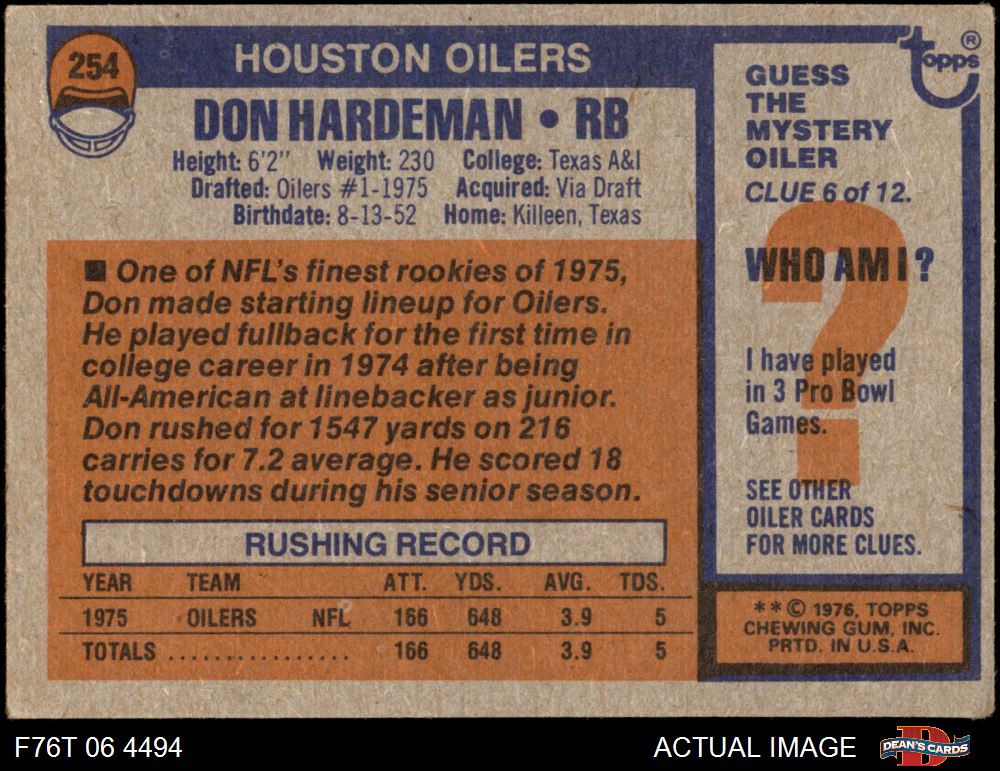 254
HOUSTON OILERS
DON HARDEMAN • RB
Height: 6'2" Weight: 230 College: Texas A&I
Drafted: Oilers #1-1975 Acquired: Via Draft
Birthdate: 8-13-52 Home: Killeen, Texas
■ One of NFL's finest rookies of 1975,
Don made starting lineup for Oilers.
He played fullback for the first time in
college career in 1974 after being
All-American at linebacker as junior.
Don rushed for 1547 yards on 216
carries for 7.2 average. He scored 18
touchdowns during his senior season.
RUSHING RECORD
YEAR TEAM ATT. YDS. AVG. TDS.
1975 OILERS NFL 166 648 3.9 5
TOTALS ................. 166 648 3.9 5
topps ®
GUESS
THE
MYSTERY
OILER
CLUE 6 of 12.
?
WHO AM I ?
I have played
in 3 Pro Bowl
Games.
SEE OTHER
OILER CARDS
FOR MORE CLUES.
** © 1976, TOPPS
CHEWING GUM, INC.
PRTD. IN U.S.A.
F76T 06 4494
ACTUAL IMAGE
DEAN'S CARDS